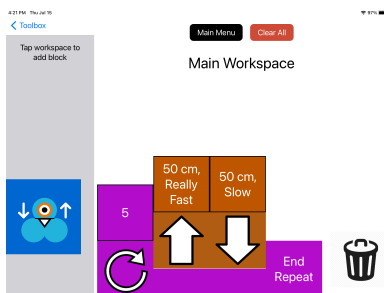 4:21 PM Thu Jul 15
97%
Toolbox
Main Menu
Clear All
Tap workspace to
add block
Main Workspace
5
50 cm,
Really
Fast
50 cm,
Slow
End
Repeat